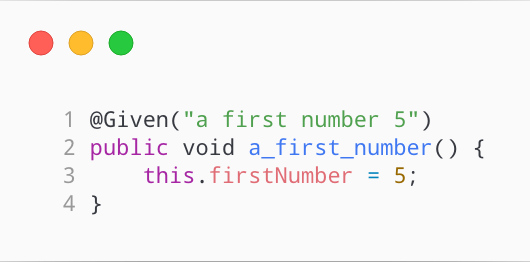 1 @Given("a first number 5")
2 public void a_first_number() {
3     this.firstNumber = 5;
4 }